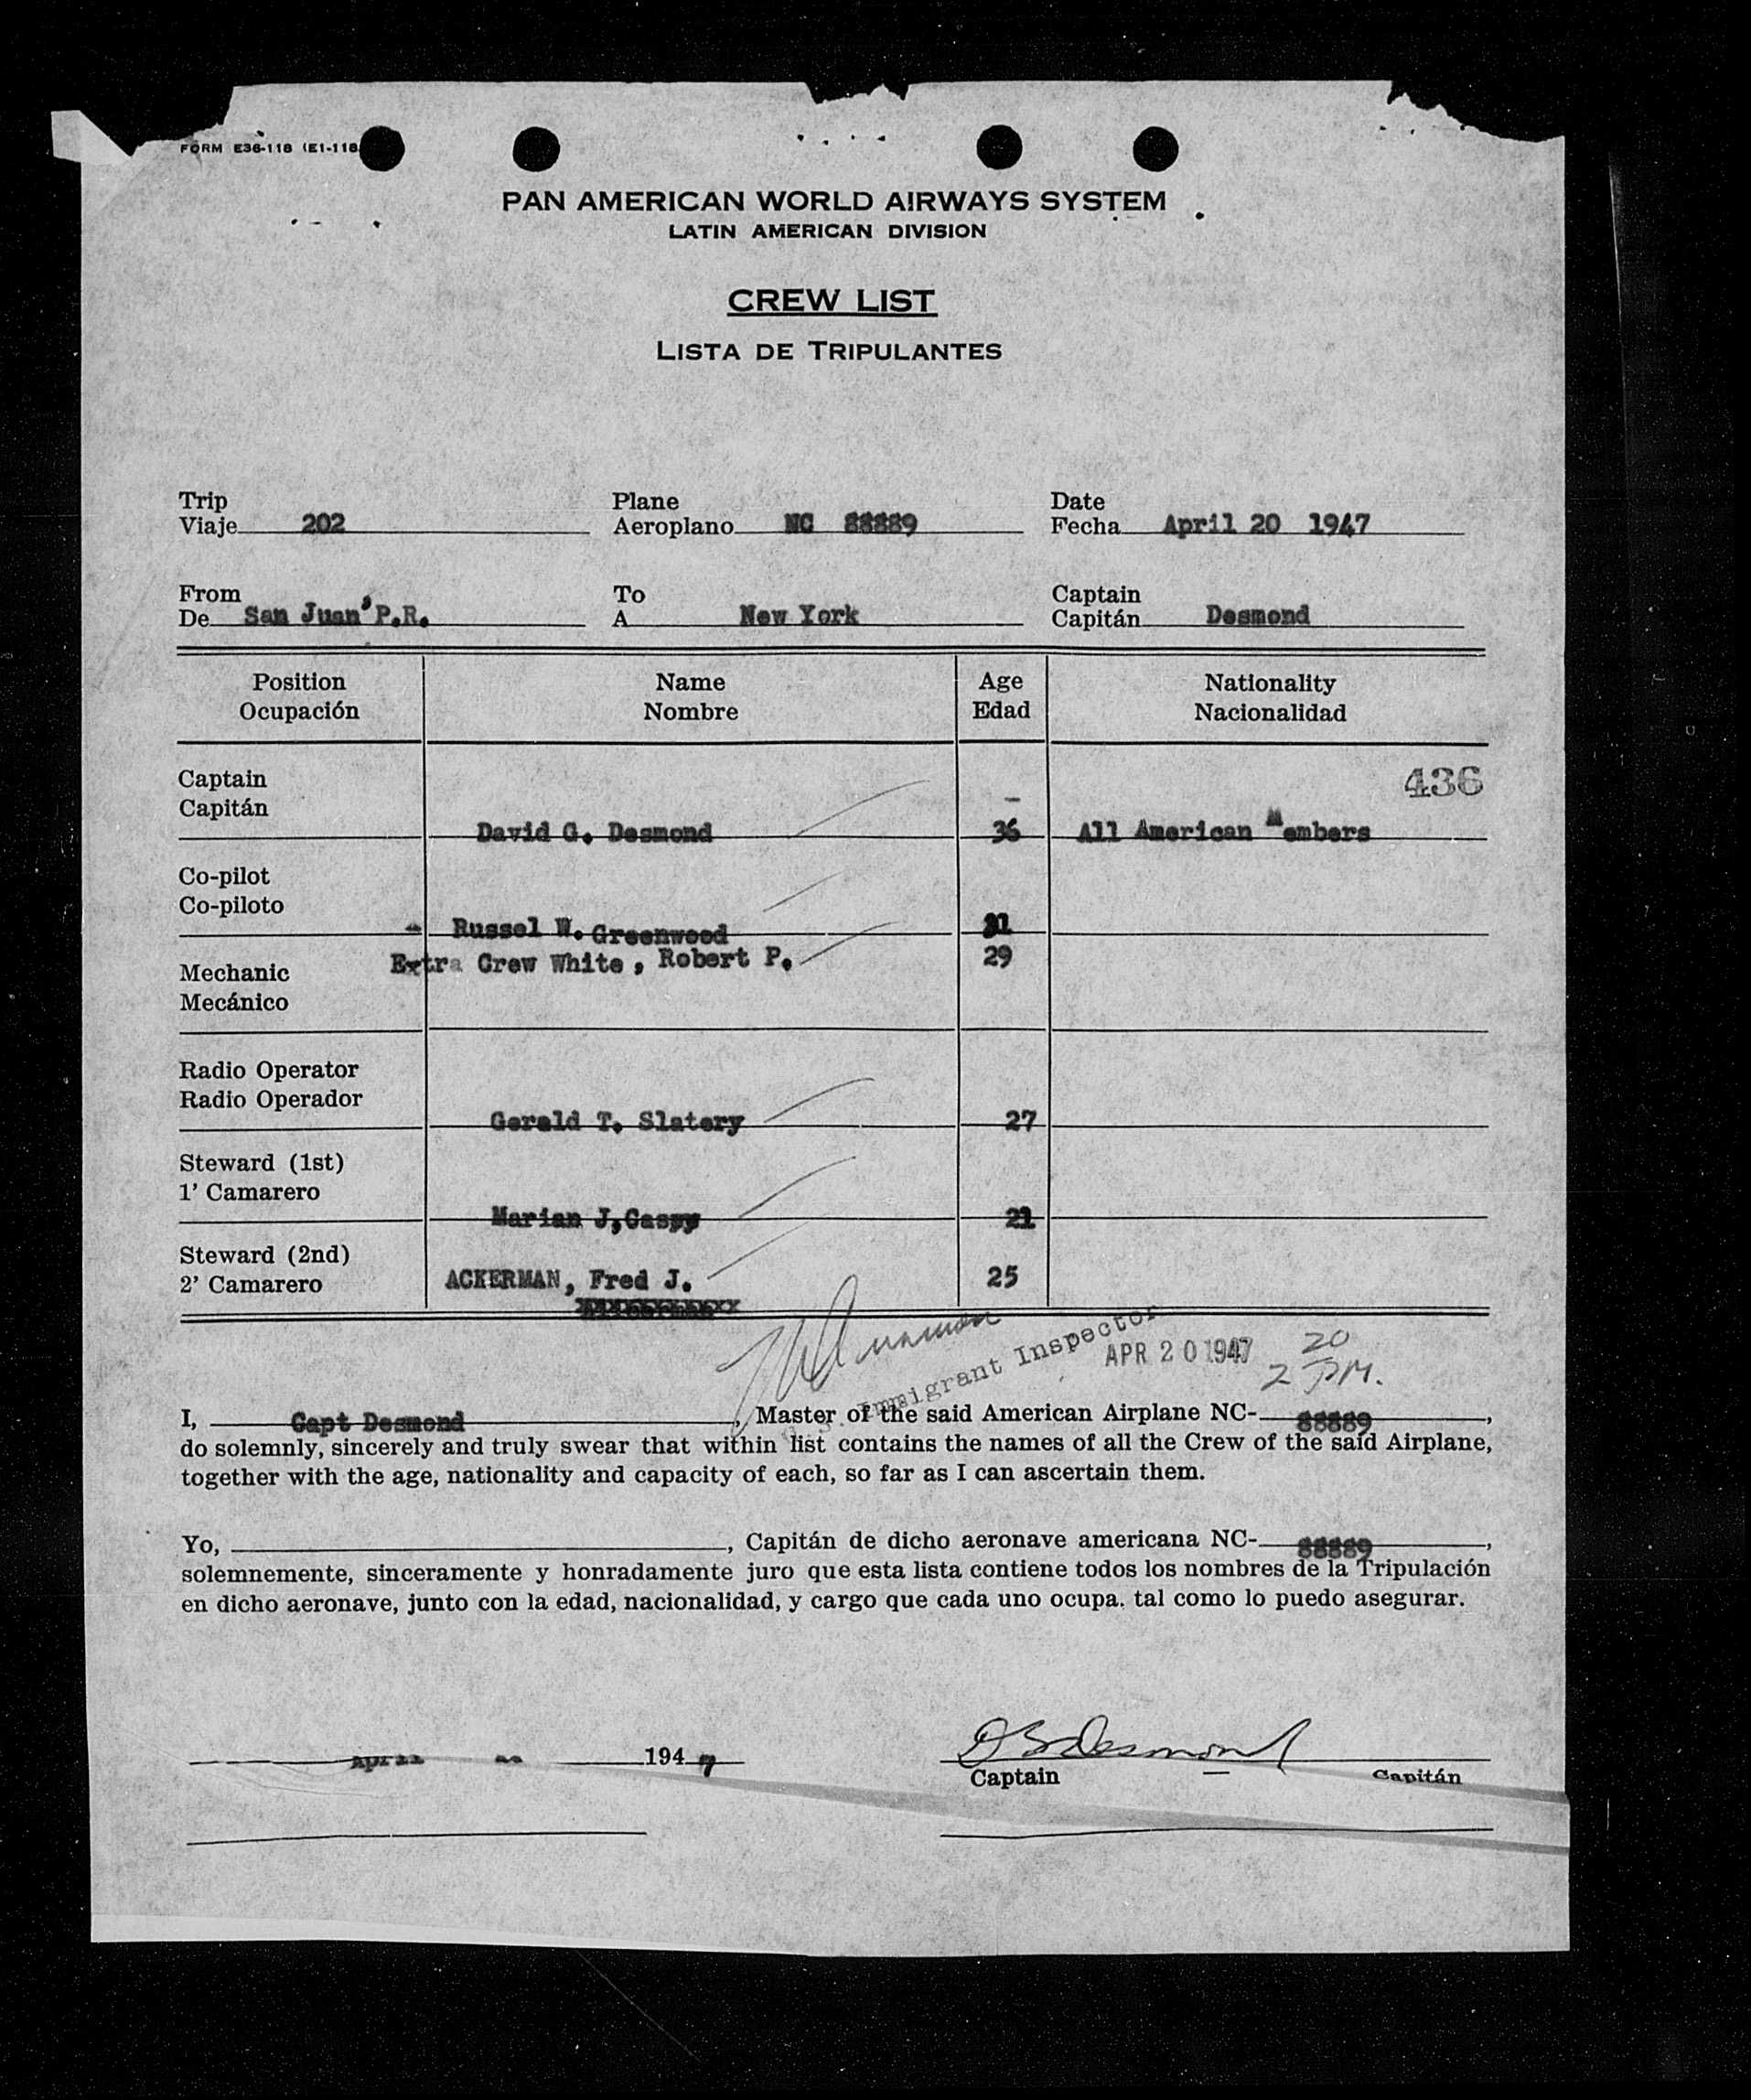 FORM E36-118 (E1-118
PAN AMERICAN WORLD AIRWAYS SYSTEM
LATIN AMERICAN DIVISION
CREW LIST
LISTA DE TRIPULANTES
Trip Plane Date
Viaje 202 Aeroplano NC 88889 Fecha April 20 1947
From To Captain
De San Juan'P.R. A New York Capitán Desmond
Position Name Age Nationality
Ocupación Nombre Edad Nacionalidad
Captain 436
Capitán
David G. Desmond 36 All American Members
Co-pilot
Co-piloto
Russel W. Greenwood
Extra Crew White, Robert P. 29
Mechanic
Mecánico
Radio Operator
Radio Operador
Gerald T. Slatery 27
Steward (1st)
1' Camarero
Marian J, 21
Steward (2nd)
2' Camarero ACKERMAN, Fred J. 25
Immigrant Inspector
APR 20 1947 2 20 PM.
I, Capt Desmond, Master of the said American Airplane NC-88889,
do solemnly, sincerely and truly swear that within list contains the names of all the Crew of the said Airplane,
together with the age, nationality and capacity of each, so far as I can ascertain them.
Yo, , Capitán de dicho aeronave americana NC-88889,
solemnemente, sinceramente y honradamente juro que esta lista contiene todos los nombres de la Tripulación
en dicho aeronave, junto con la edad, nacionalidad, y cargo que cada uno ocupa. tal como lo puedo asegurar.
April 1947 Desmond
Captain Capitán